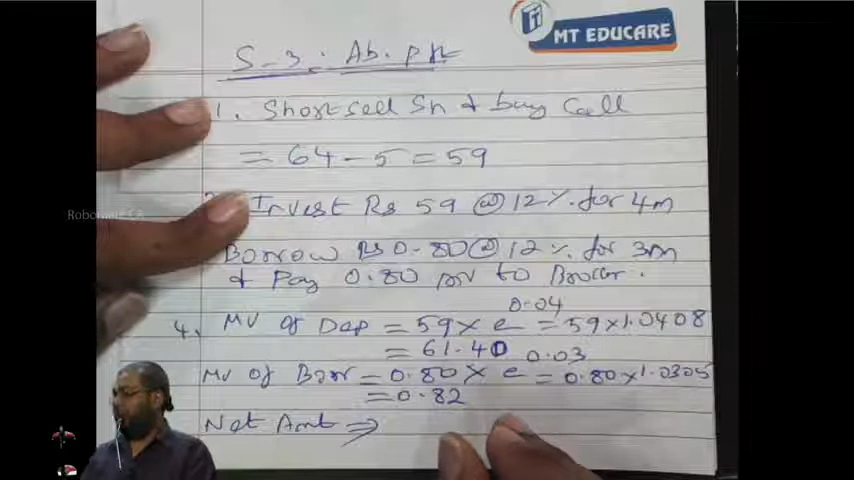 MT EDUCARE
S-3: Ab. Pft
1. Shortsell Sh & buy Call
= 64 - 5 = 59
Invest Rs 59 @ 12%. for 4m
Borrow Rs 0.80 @ 12%. for 3m
& Pay 0.80 div to Broker.
4. MV of Dep = 59 x e 0.04 = 59 x 1.0408
= 61.40
MV of Borr = 0.80 x e 0.03 = 0.80 x 1.0305
= 0.82
Net Amt ⇒